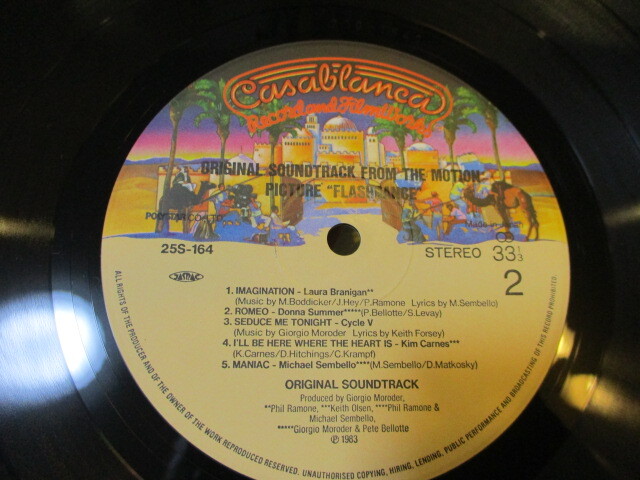 Casablanca
Record and FilmWorks
ORIGINAL SOUNDTRACK FROM THE MOTION
PICTURE "FLASHDANCE"
POLYSTAR CO., LTD.
25S-164
STEREO 33 1/3
2
JASRAC
1. IMAGINATION - Laura Branigan**
(Music by M.Boddicker/J.Hey/P.Ramone Lyrics by M.Sembello)
2. ROMEO - Donna Summer*****(P.Bellotte/S.Levay)
3. SEDUCE ME TONIGHT - Cycle V
(Music by Giorgio Moroder Lyrics by Keith Forsey)
4. I'LL BE HERE WHERE THE HEART IS - Kim Carnes***
(K.Carnes/D.Hitchings/C.Krampf)
5. MANIAC - Michael Sembello****(M.Sembello/D.Matkosky)
ORIGINAL SOUNDTRACK
Produced by Giorgio Moroder,
**Phil Ramone, ***Keith Olsen, ****Phil Ramone &
Michael Sembello,
*****Giorgio Moroder & Pete Bellotte
℗ 1983
ALL RIGHTS OF THE PRODUCER AND OF THE OWNER OF THE WORK REPRODUCED RESERVED. UNAUTHORISED COPYING, HIRING, LENDING, PUBLIC PERFORMANCE AND BROADCASTING OF THIS RECORD PROHIBITED.